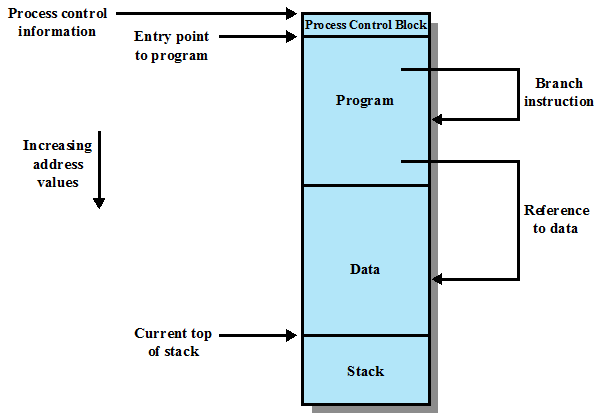 Process control
information
Process Control Block
Entry point
to program
Branch
instruction
Program
Increasing
address
values
Reference
to data
Data
Current top
of stack
Stack